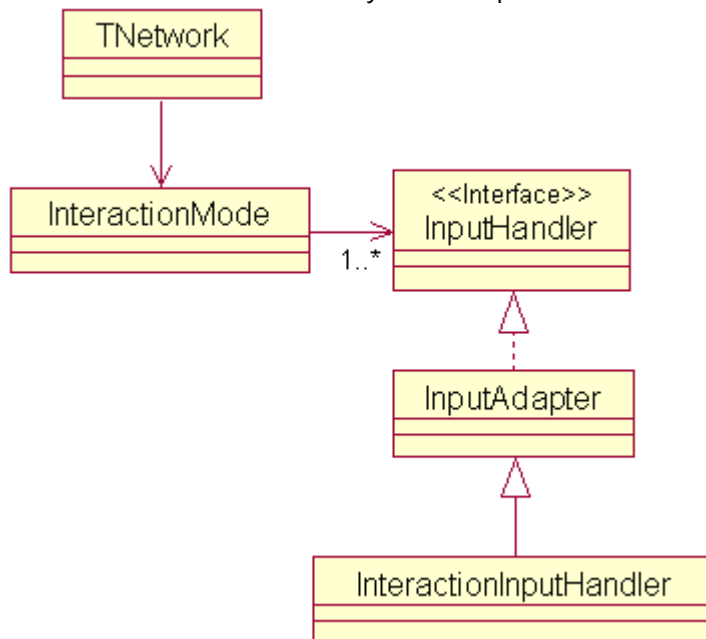 TNetwork
InteractionMode
<<Interface>>
InputHandler
1..*
InputAdapter
InteractionInputHandler